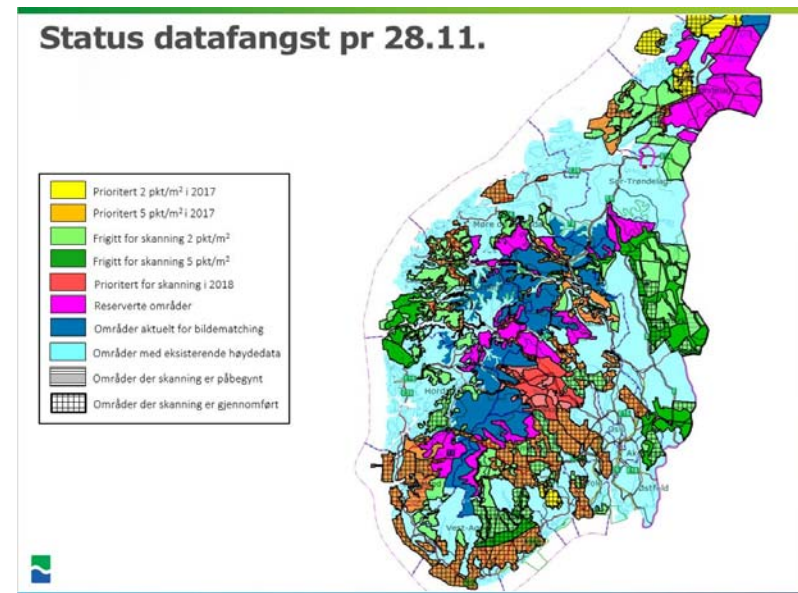 Status datafangst pr 28.11.
Prioritert 2 pkt/m² i 2017
Prioritert 5 pkt/m² i 2017
Frigitt for skanning 2 pkt/m²
Frigitt for skanning 5 pkt/m²
Prioritert for skanning i 2018
Reserverte områder
Områder aktuelt for bildematching
Områder med eksisterende høydedata
Områder der skanning er påbegynt
Områder der skanning er gjennomført
Sør-Trøndelag
Møre
Østfold